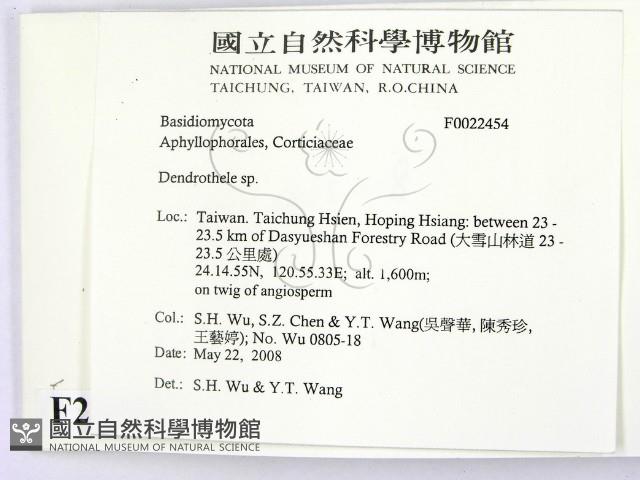 國立自然科學博物館
NATIONAL MUSEUM OF NATURAL SCIENCE
TAICHUNG, TAIWAN, R.O.CHINA
Basidiomycota F0022454
Aphyllophorales, Corticiaceae
Dendrothele sp.
Loc.: Taiwan. Taichung Hsien, Hoping Hsiang: between 23 -
23.5 km of Dasyueshan Forestry Road (大雪山林道 23 -
23.5 公里處)
24.14.55N, 120.55.33E; alt. 1,600m;
on twig of angiosperm
Col.: S.H. Wu, S.Z. Chen & Y.T. Wang(吳聲華, 陳秀珍,
王藝婷); No. Wu 0805-18
Date: May 22, 2008
Det.: S.H. Wu & Y.T. Wang
F2
國立自然科學博物館
NATIONAL MUSEUM OF NATURAL SCIENCE